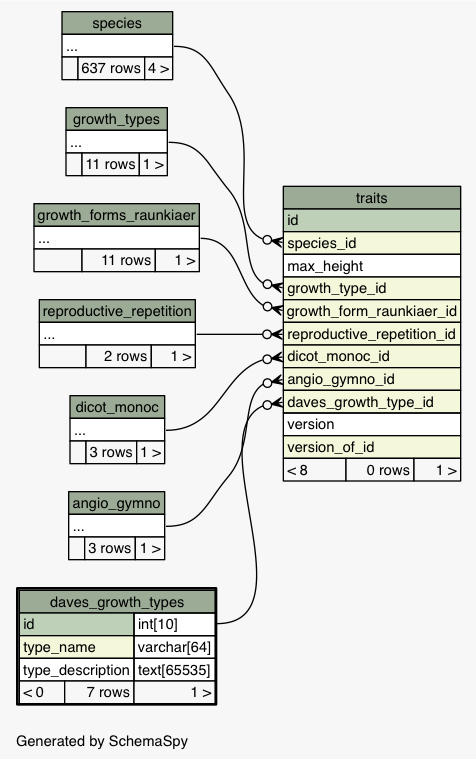 species
...
637 rows 4 >
growth_types
...
11 rows 1 >
growth_forms_raunkiaer
...
11 rows 1 >
reproductive_repetition
...
2 rows 1 >
dicot_monoc
...
3 rows 1 >
angio_gymno
...
3 rows 1 >
daves_growth_types
id int[10]
type_name varchar[64]
type_description text[65535]
< 0 7 rows 1 >
traits
id
species_id
max_height
growth_type_id
growth_form_raunkiaer_id
reproductive_repetition_id
dicot_monoc_id
angio_gymno_id
daves_growth_type_id
version
version_of_id
< 8 0 rows 1 >
Generated by SchemaSpy